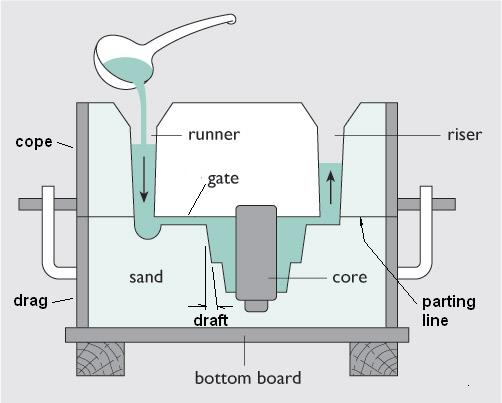 runner
riser
cope
gate
sand
core
drag
parting
line
draft
bottom board